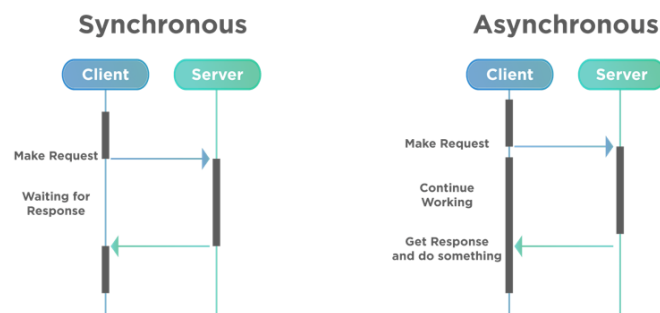 Synchronous
Asynchronous
Client
Server
Client
Server
Make Request
Waiting for
Response
Make Request
Continue
Working
Get Response
and do something